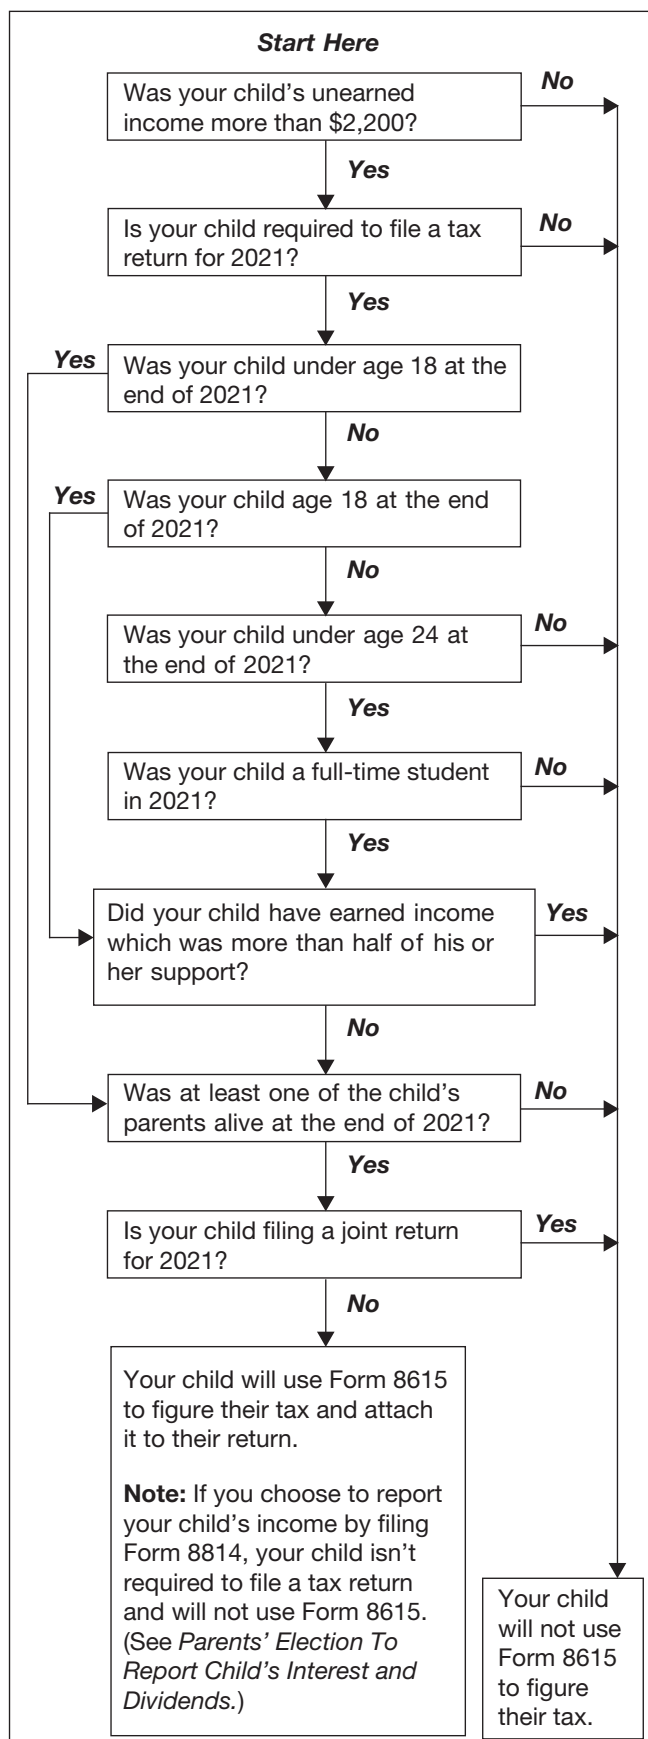 Start Here
Was your child’s unearned
income more than $2,200?
No
Yes
Is your child required to file a tax
return for 2021?
No
Yes
Yes
Was your child under age 18 at the
end of 2021?
No
Yes
Was your child age 18 at the end
of 2021?
No
Was your child under age 24 at
the end of 2021?
No
Yes
Was your child a full-time student
in 2021?
No
Yes
Did your child have earned income
which was more than half of his or
her support?
Yes
No
Was at least one of the child’s
parents alive at the end of 2021?
No
Yes
Is your child filing a joint return
for 2021?
Yes
No
Your child will use Form 8615
to figure their tax and attach
it to their return.
Note: If you choose to report
your child’s income by filing
Form 8814, your child isn’t
required to file a tax return
and will not use Form 8615.
(See Parents’ Election To
Report Child’s Interest and
Dividends.)
Your child
will not use
Form 8615
to figure
their tax.